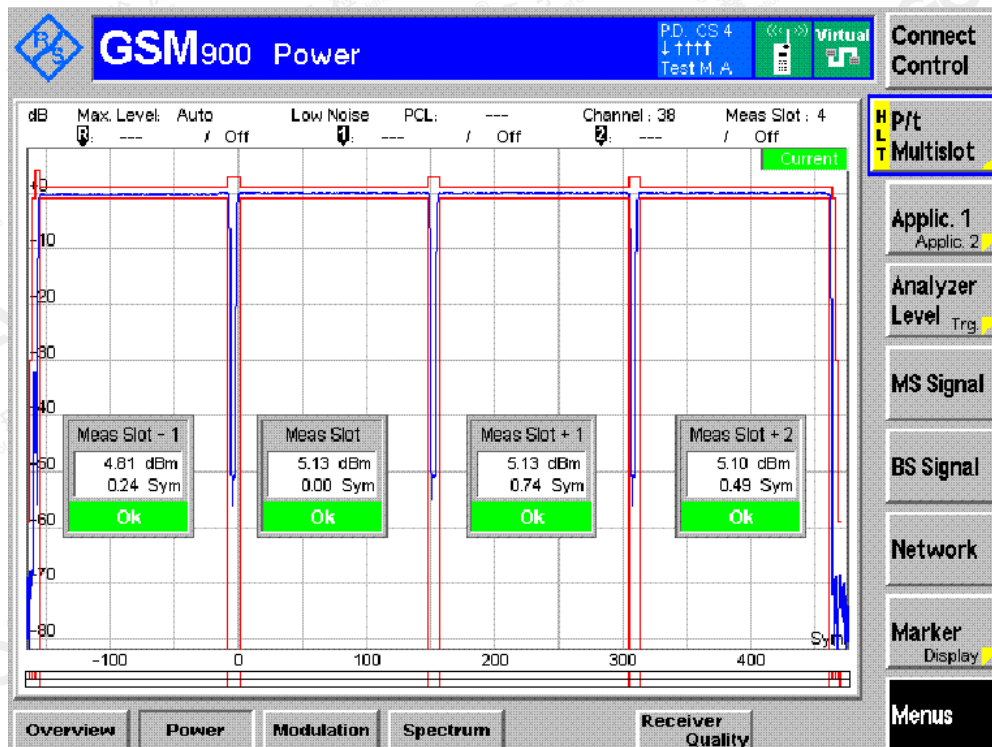 R S
GSM900 Power
P.D. CS 4
Test M. A.
Virtual
Connect Control
dB Max. Level: Auto Low Noise PCL: --- Channel : 38 Meas Slot : 4
R : --- / Off 1 : --- / Off 2 : --- / Off
HLT P/t Multislot
Current
+0
-10
-20
-30
-40
-50
-60
-70
-80
Applic. 1
Applic. 2
Analyzer
Level Trg.
MS Signal
Meas Slot - 1
4.81 dBm
0.24 Sym
Ok
Meas Slot
5.13 dBm
0.00 Sym
Ok
Meas Slot + 1
5.13 dBm
0.74 Sym
Ok
Meas Slot + 2
5.10 dBm
0.49 Sym
Ok
BS Signal
Network
Sym
-100 0 100 200 300 400
Marker
Display
Overview Power Modulation Spectrum Receiver Quality
Menus